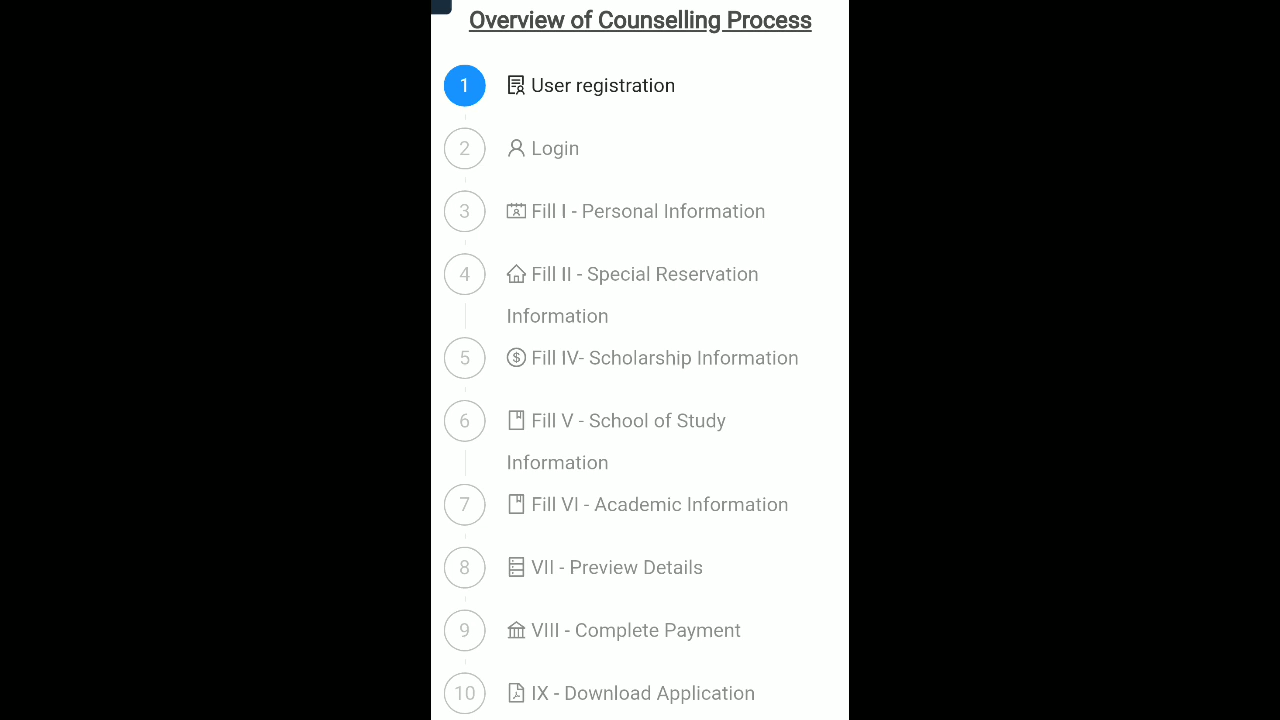 Overview of Counselling Process
1 User registration
2 Login
3 Fill I - Personal Information
4 Fill II - Special Reservation
Information
5 Fill IV- Scholarship Information
6 Fill V - School of Study
Information
7 Fill VI - Academic Information
8 VII - Preview Details
9 VIII - Complete Payment
10 IX - Download Application